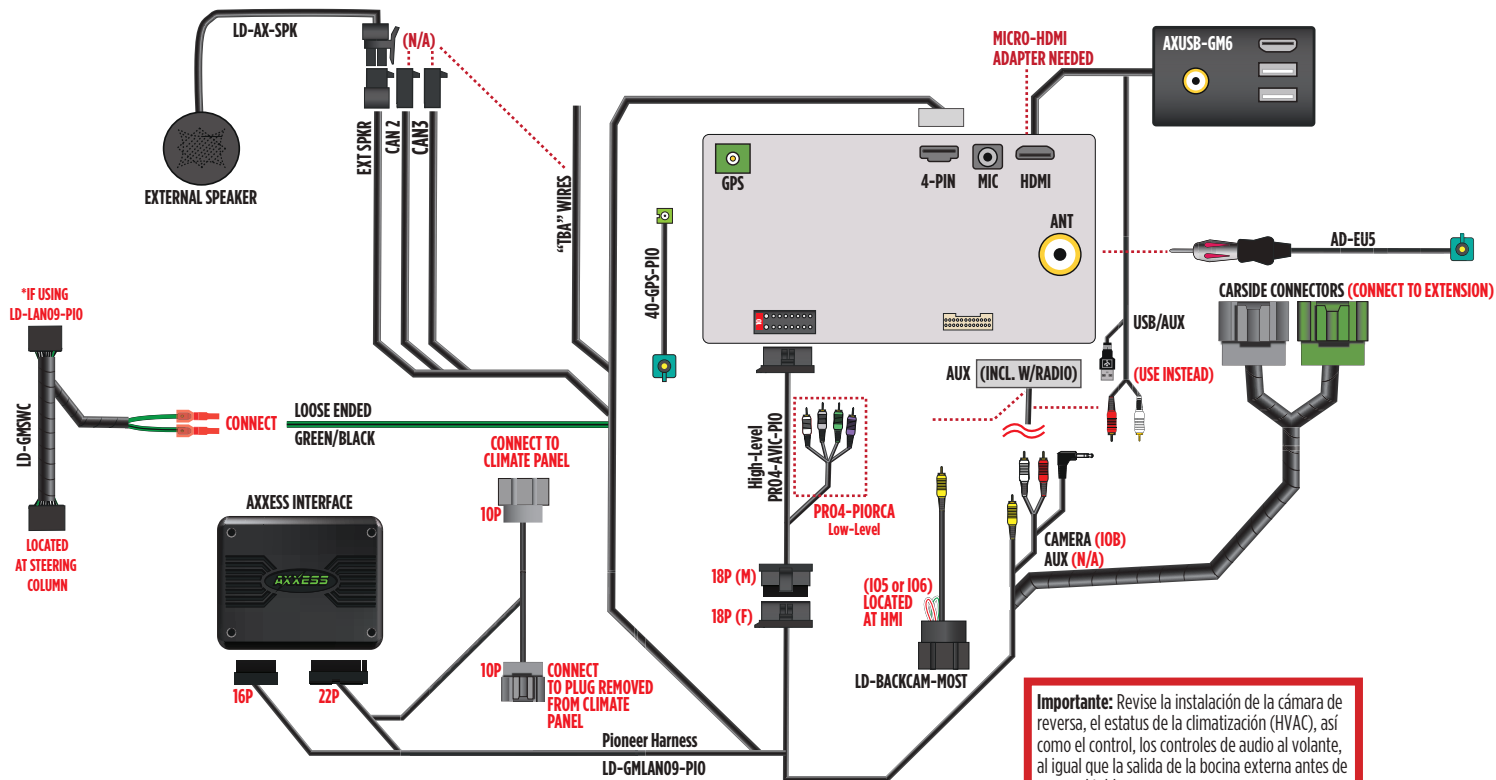 LD-AX-SPK
(N/A)
EXTERNAL SPEAKER
EXT SPKR
CAN 2
CAN3
"TBA" WIRES
MICRO-HDMI
ADAPTER NEEDED
AXUSB-GM6
GPS
4-PIN
MIC
HDMI
ANT
40-GPS-PIO
AD-EU5
CARSIDE CONNECTORS (CONNECT TO EXTENSION)
USB/AUX
AUX
(INCL. W/RADIO)
(USE INSTEAD)
*IF USING
LD-LAN09-PIO
LD-GMSWC
CONNECT
LOOSE ENDED
GREEN/BLACK
LOCATED
AT STEERING
COLUMN
CONNECT TO
CLIMATE PANEL
10P
AXXESS INTERFACE
AXXESS
16P
22P
10P
CONNECT
TO PLUG REMOVED
FROM CLIMATE
PANEL
High-Level
PR04-AVIC-PIO
PR04-PIORCA
Low-Level
18P (M)
18P (F)
(IO5 or IO6)
LOCATED
AT HMI
LD-BACKCAM-MOST
CAMERA (IOB)
AUX (N/A)
Pioneer Harness
LD-GMLAN09-PIO
Importante: Revise la instalación de la cámara de
reversa, el estatus de la climatización (HVAC), así
como el control, los controles de audio al volante,
al igual que la salida de la bocina externa antes de